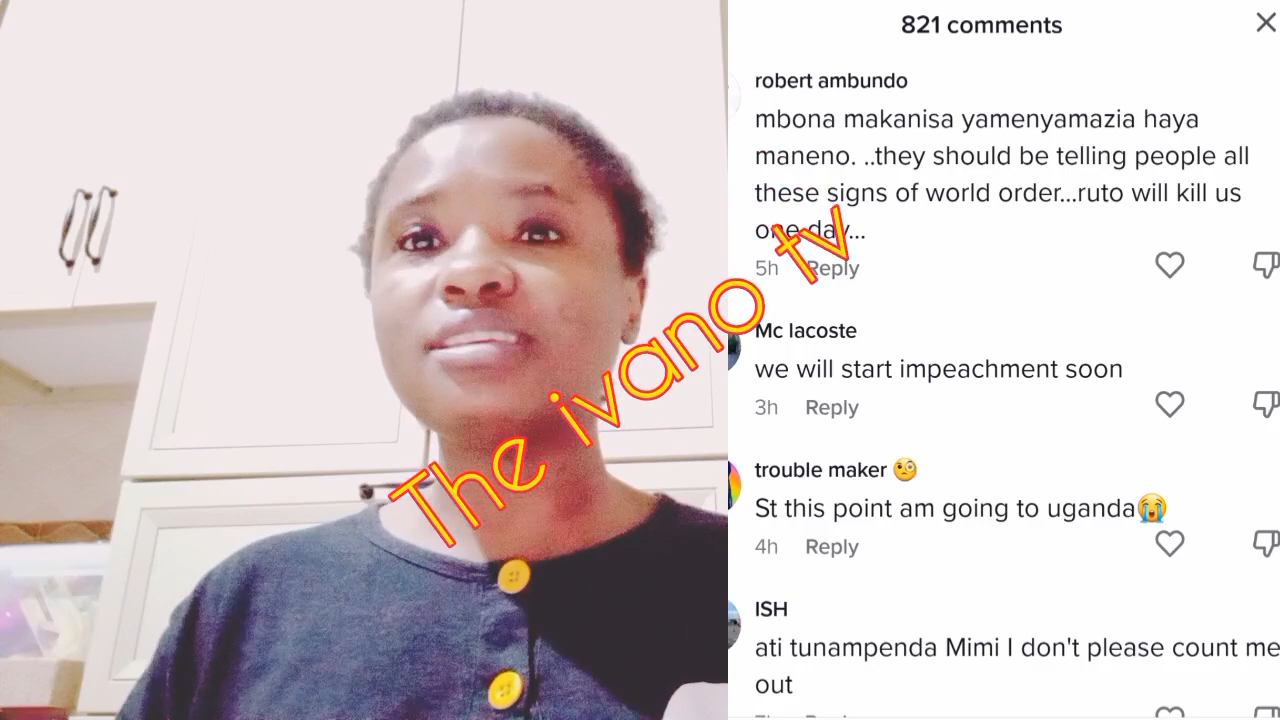 821 comments
robert ambundo
mbona makanisa yamenyamazia haya
maneno. ..they should be telling people all
these signs of world order...ruto will kill us
one day...
5h Reply
Mc lacoste
we will start impeachment soon
3h Reply
trouble maker 🧐
St this point am going to uganda😭
4h Reply
ISH
ati tunampenda Mimi I don't please count me
out
The ivano tv